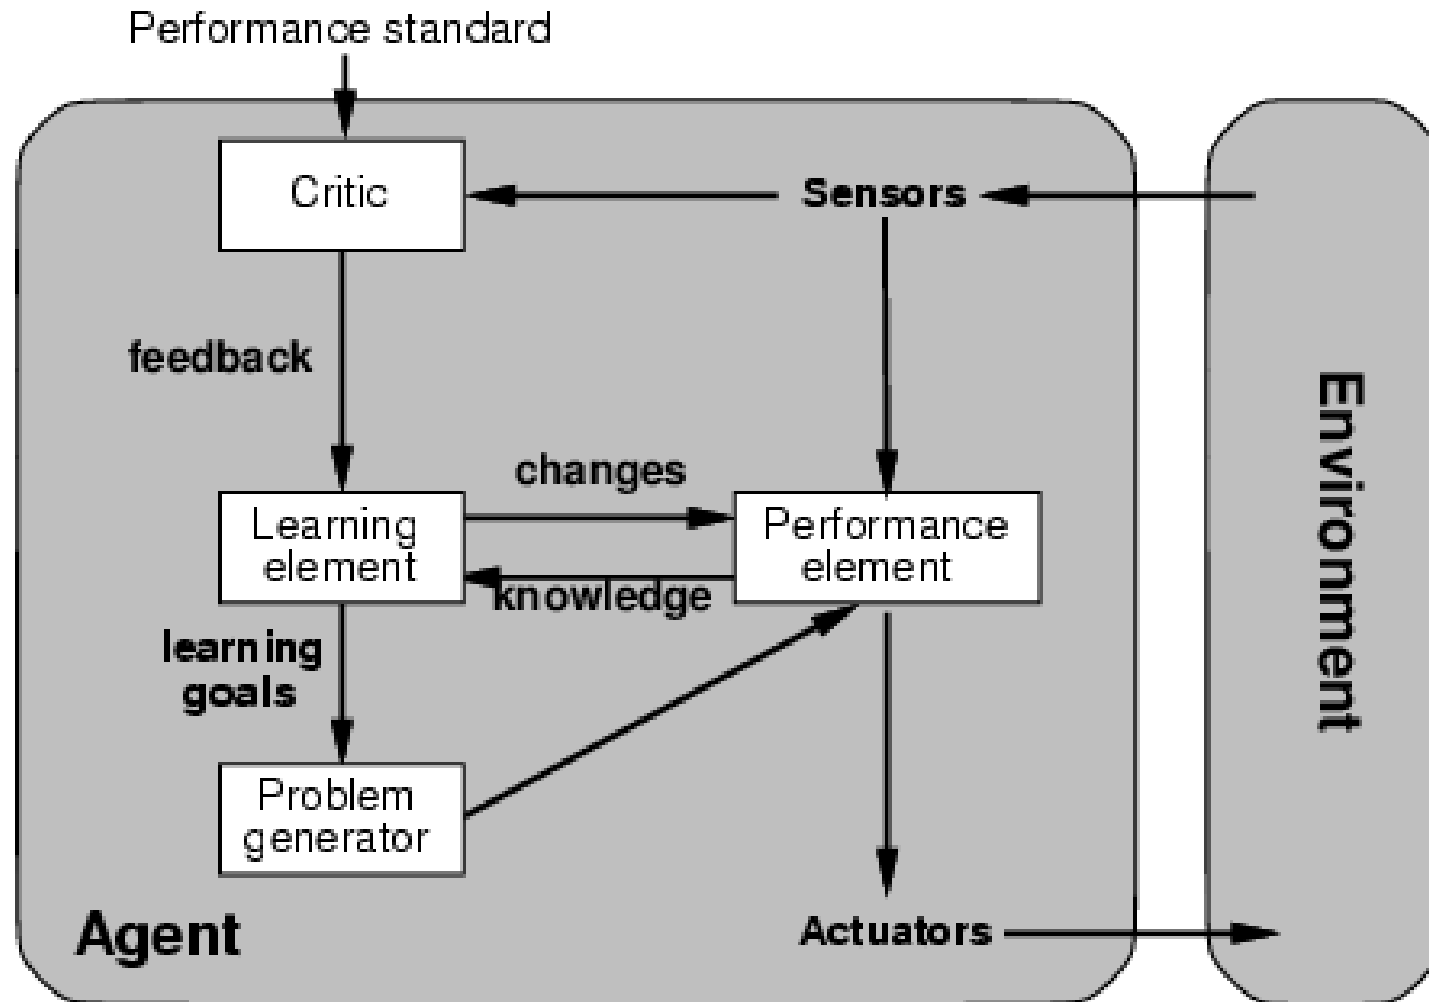 Performance standard
Critic
Sensors
feedback
changes
Learning
element
Performance
element
knowledge
learning
goals
Problem
generator
Agent
Actuators
Environment